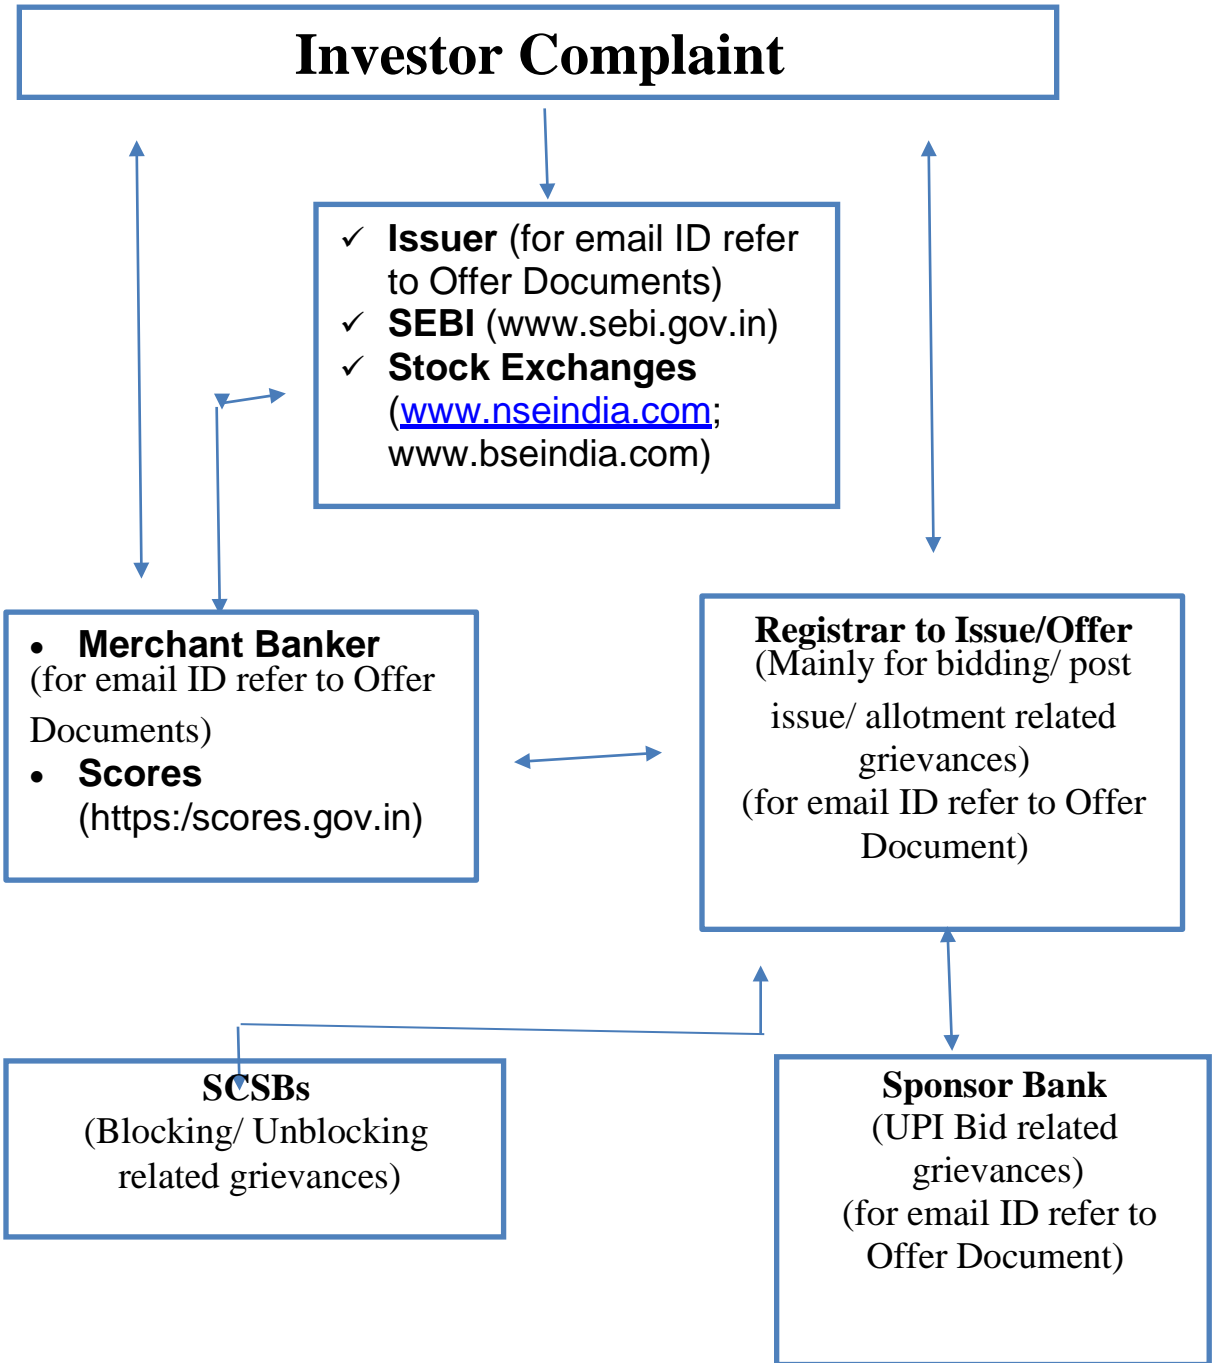 Investor Complaint
✓ Issuer (for email ID refer
to Offer Documents)
✓ SEBI (www.sebi.gov.in)
✓ Stock Exchanges
(www.nseindia.com;
www.bseindia.com)
• Merchant Banker
(for email ID refer to Offer
Documents)
• Scores
(https:/scores.gov.in)
Registrar to Issue/Offer
(Mainly for bidding/ post
issue/ allotment related
grievances)
(for email ID refer to Offer
Document)
SCSBs
(Blocking/ Unblocking
related grievances)
Sponsor Bank
(UPI Bid related
grievances)
(for email ID refer to
Offer Document)